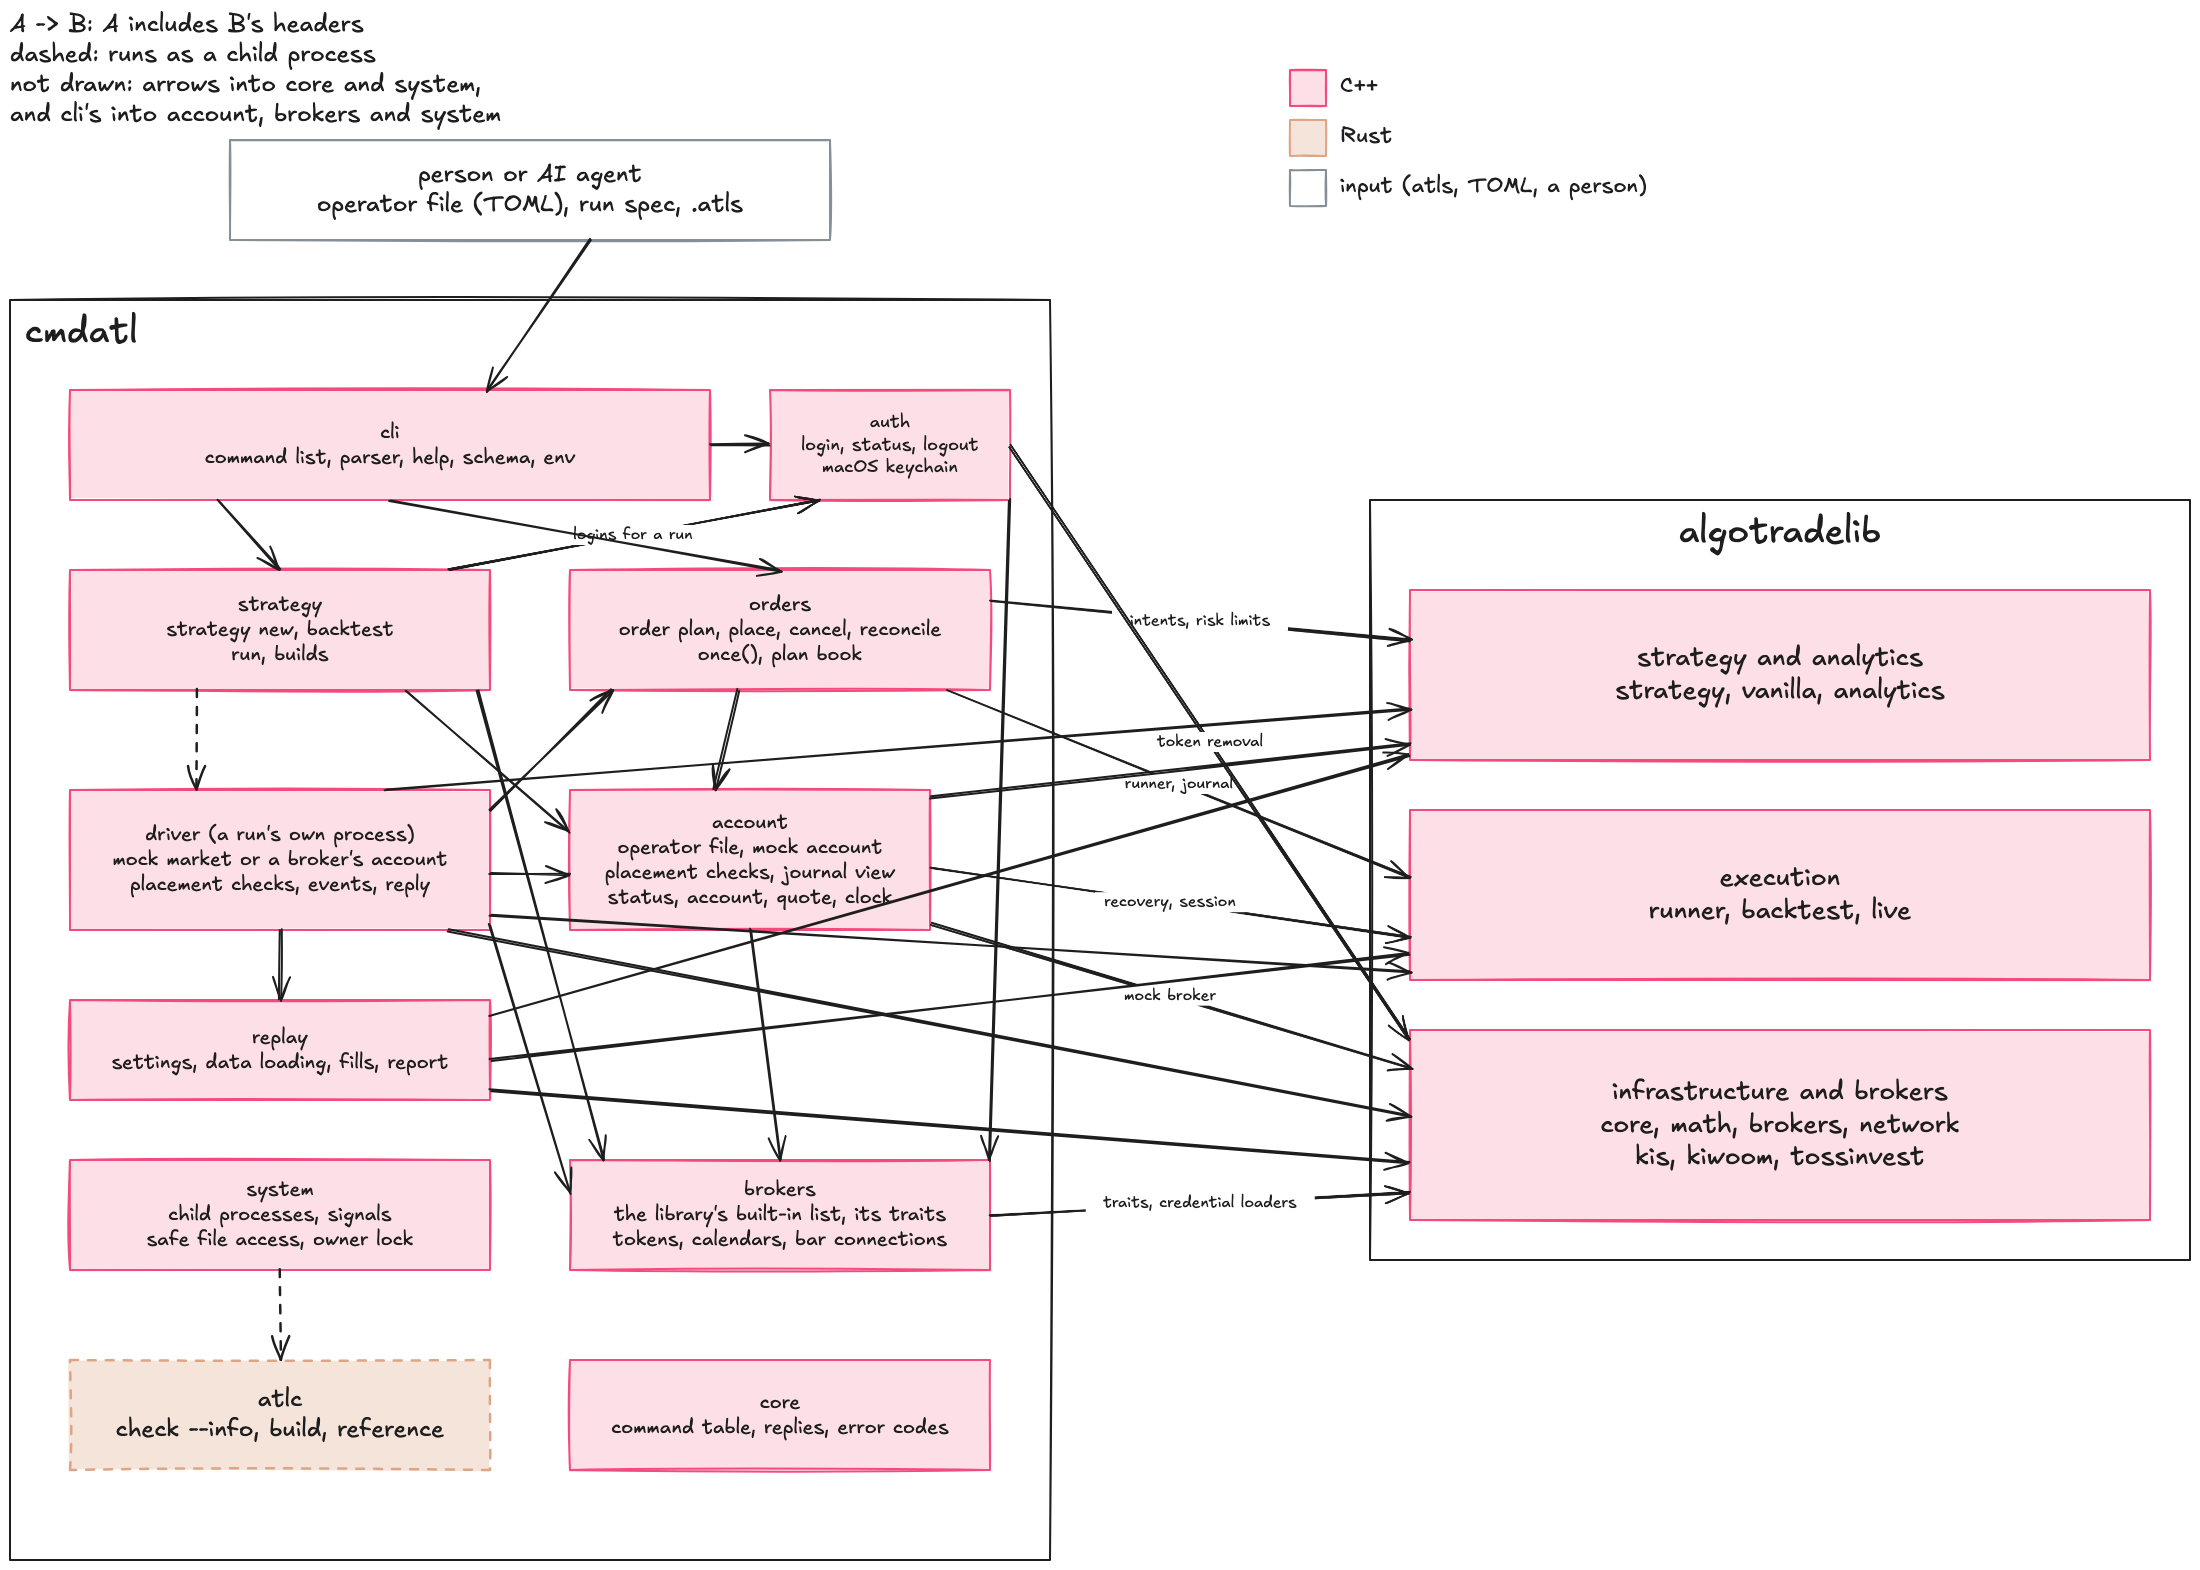 A -> B: A includes B's headers
dashed: runs as a child process
not drawn: arrows into core and system,
and cli's into account, brokers and system
C++
Rust
input (atls, TOML, a person)
person or AI agent
operator file (TOML), run spec, .atls
cmdatl
cli
command list, parser, help, schema, env
auth
login, status, logout
macOS keychain
logins for a run
strategy
strategy new, backtest
run, builds
orders
order plan, place, cancel, reconcile
once(), plan book
driver (a run's own process)
mock market or a broker's account
placement checks, events, reply
account
operator file, mock account
placement checks, journal view
status, account, quote, clock
replay
settings, data loading, fills, report
system
child processes, signals
safe file access, owner lock
brokers
the library's built-in list, its traits
tokens, calendars, bar connections
atlc
check --info, build, reference
core
command table, replies, error codes
intents, risk limits
token removal
runner, journal
recovery, session
mock broker
traits, credential loaders
algotradelib
strategy and analytics
strategy, vanilla, analytics
execution
runner, backtest, live
infrastructure and brokers
core, math, brokers, network
kis, kiwoom, tossinvest